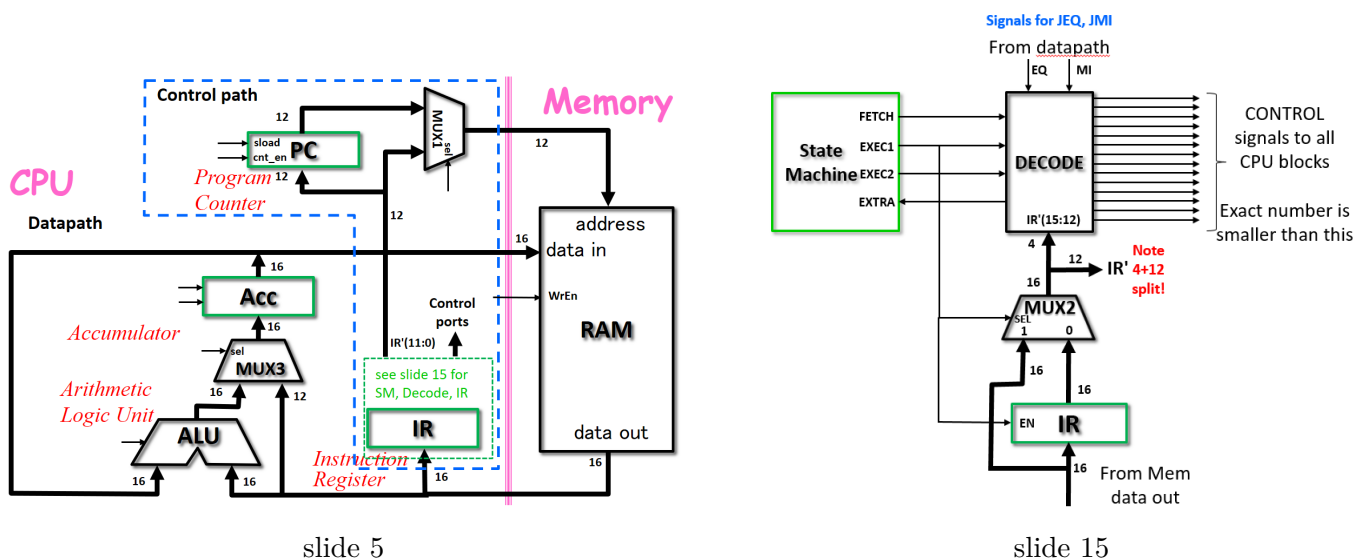 Control path
12
sload
cnt_en
PC
12
MUX1
sel
12
Memory
CPU
Program
Counter
12
Datapath
16
address
data in
16
Acc
Control
ports
WrEn
RAM
Accumulator
16
sel
MUX3
IR'(11:0)
see slide 15 for
SM, Decode, IR
16
12
Arithmetic
Logic Unit
ALU
IR
data out
Instruction
Register
16
16
16
16
slide 5
Signals for JEQ, JMI
From datapath
EQ
MI
State
Machine
FETCH
EXEC1
EXEC2
EXTRA
DECODE
IR'(15:12)
CONTROL
signals to all
CPU blocks
Exact number is
smaller than this
4
12
IR'
Note
4+12
split!
16
MUX2
SEL
1
0
16
16
EN
IR
16
From Mem
data out
slide 15